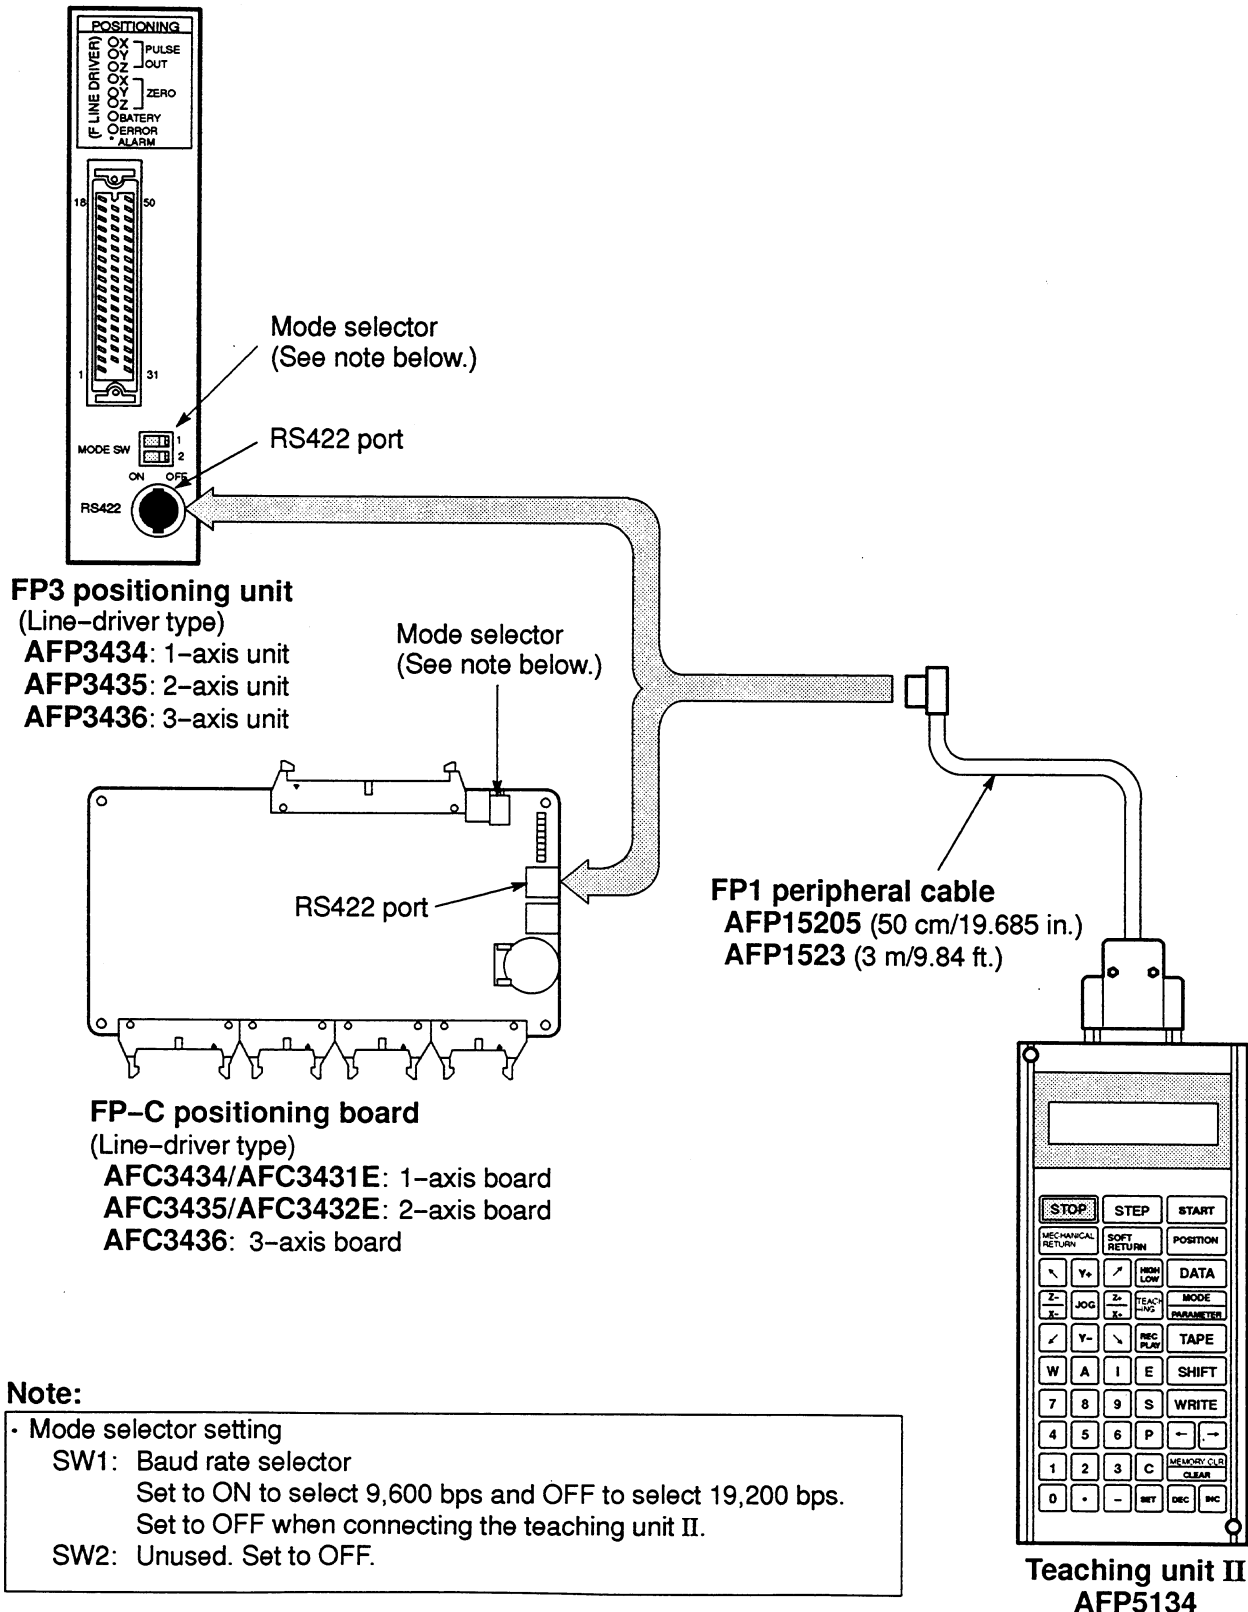 POSITIONING
(F LINE DRIVER)
X
Y
Z
PULSE
OUT
X
Y
Z
ZERO
BATERY
ERROR
ALARM
18
50
1
31
Mode selector
(See note below.)
MODE SW
1
2
ON OFF
RS422 port
RS422
FP3 positioning unit
(Line-driver type)
AFP3434: 1-axis unit
AFP3435: 2-axis unit
AFP3436: 3-axis unit
Mode selector
(See note below.)
RS422 port
FP1 peripheral cable
AFP15205 (50 cm/19.685 in.)
AFP1523 (3 m/9.84 ft.)
FP-C positioning board
(Line-driver type)
AFC3434/AFC3431E: 1-axis board
AFC3435/AFC3432E: 2-axis board
AFC3436: 3-axis board
STOP STEP START
MECHANICAL RETURN SOFT RETURN POSITION
↖ Y+ ↗ HIGH LOW DATA
Z- X- JOG Z+ X+ TEACH-ING MODE PARAMETER
↙ Y- ↘ REC PLAY TAPE
W A I E SHIFT
7 8 9 S WRITE
4 5 6 P ← →
1 2 3 C MEMORY CLR CLEAR
0 • - SET DEC INC
Teaching unit II
AFP5134
Note:
· Mode selector setting
SW1: Baud rate selector
Set to ON to select 9,600 bps and OFF to select 19,200 bps.
Set to OFF when connecting the teaching unit II.
SW2: Unused. Set to OFF.